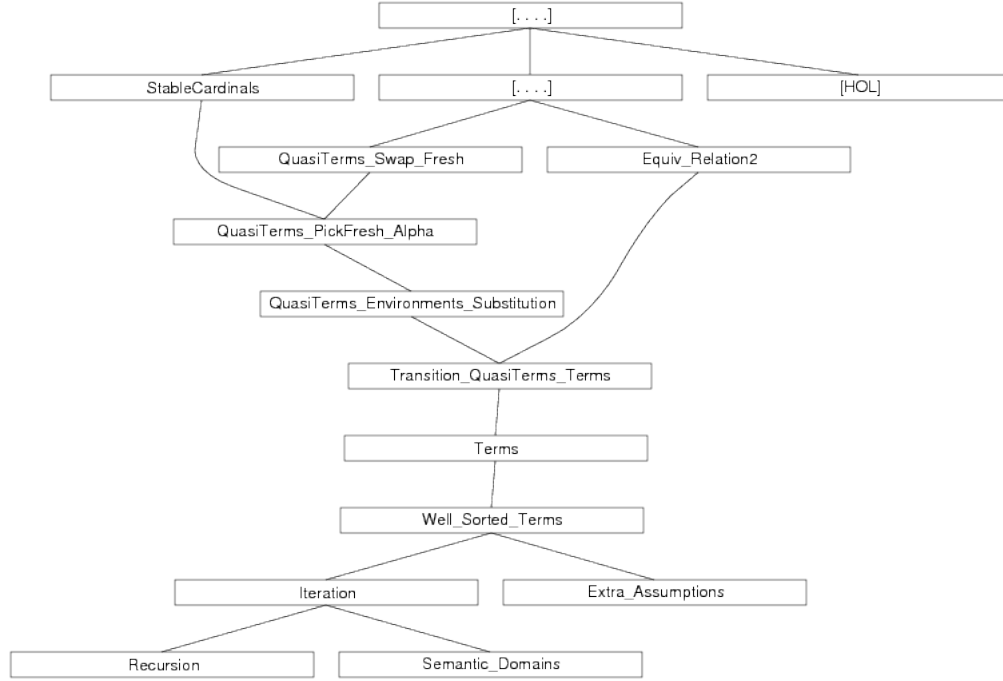 [. . . .]
StableCardinals
[. . . .]
[HOL]
QuasiTerms_Swap_Fresh
Equiv_Relation2
QuasiTerms_PickFresh_Alpha
QuasiTerms_Environments_Substitution
Transition_QuasiTerms_Terms
Terms
Well_Sorted_Terms
Iteration
Extra_Assumptions
Recursion
Semantic_Domains